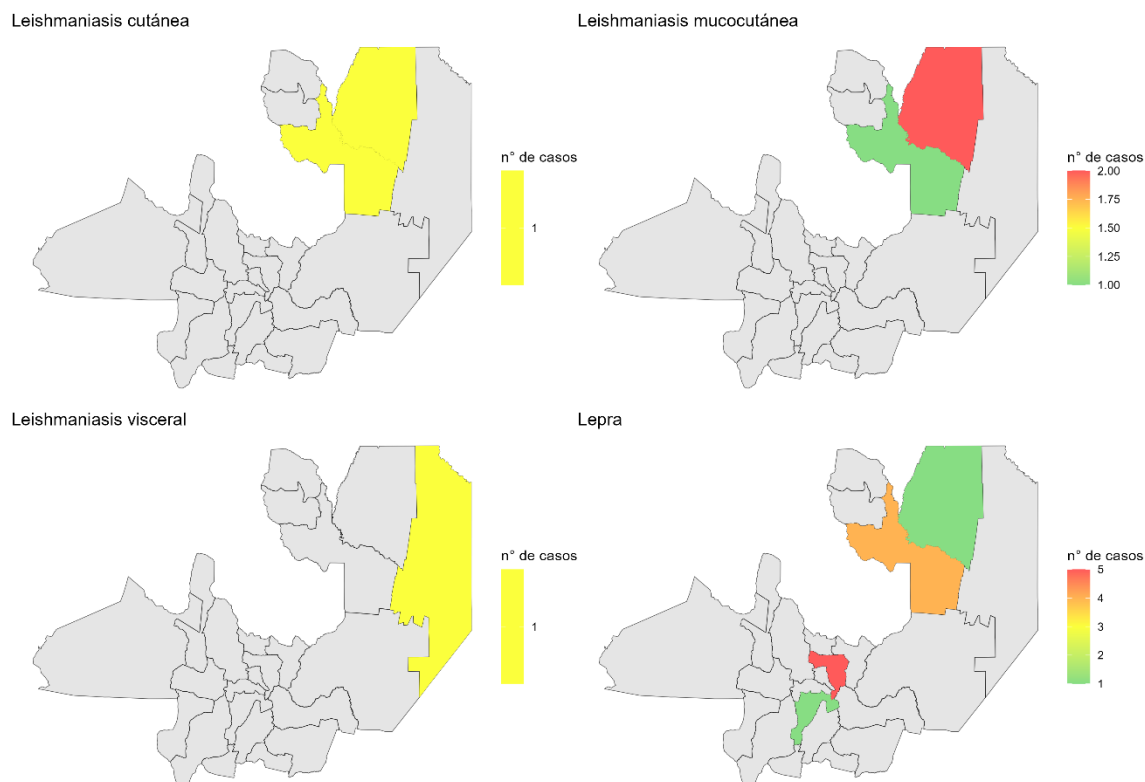 Leishmaniasis cutánea
n° de casos
1
Leishmaniasis mucocutánea
n° de casos
2.00
1.75
1.50
1.25
1.00
Leishmaniasis visceral
n° de casos
1
Lepra
n° de casos
5
4
3
2
1